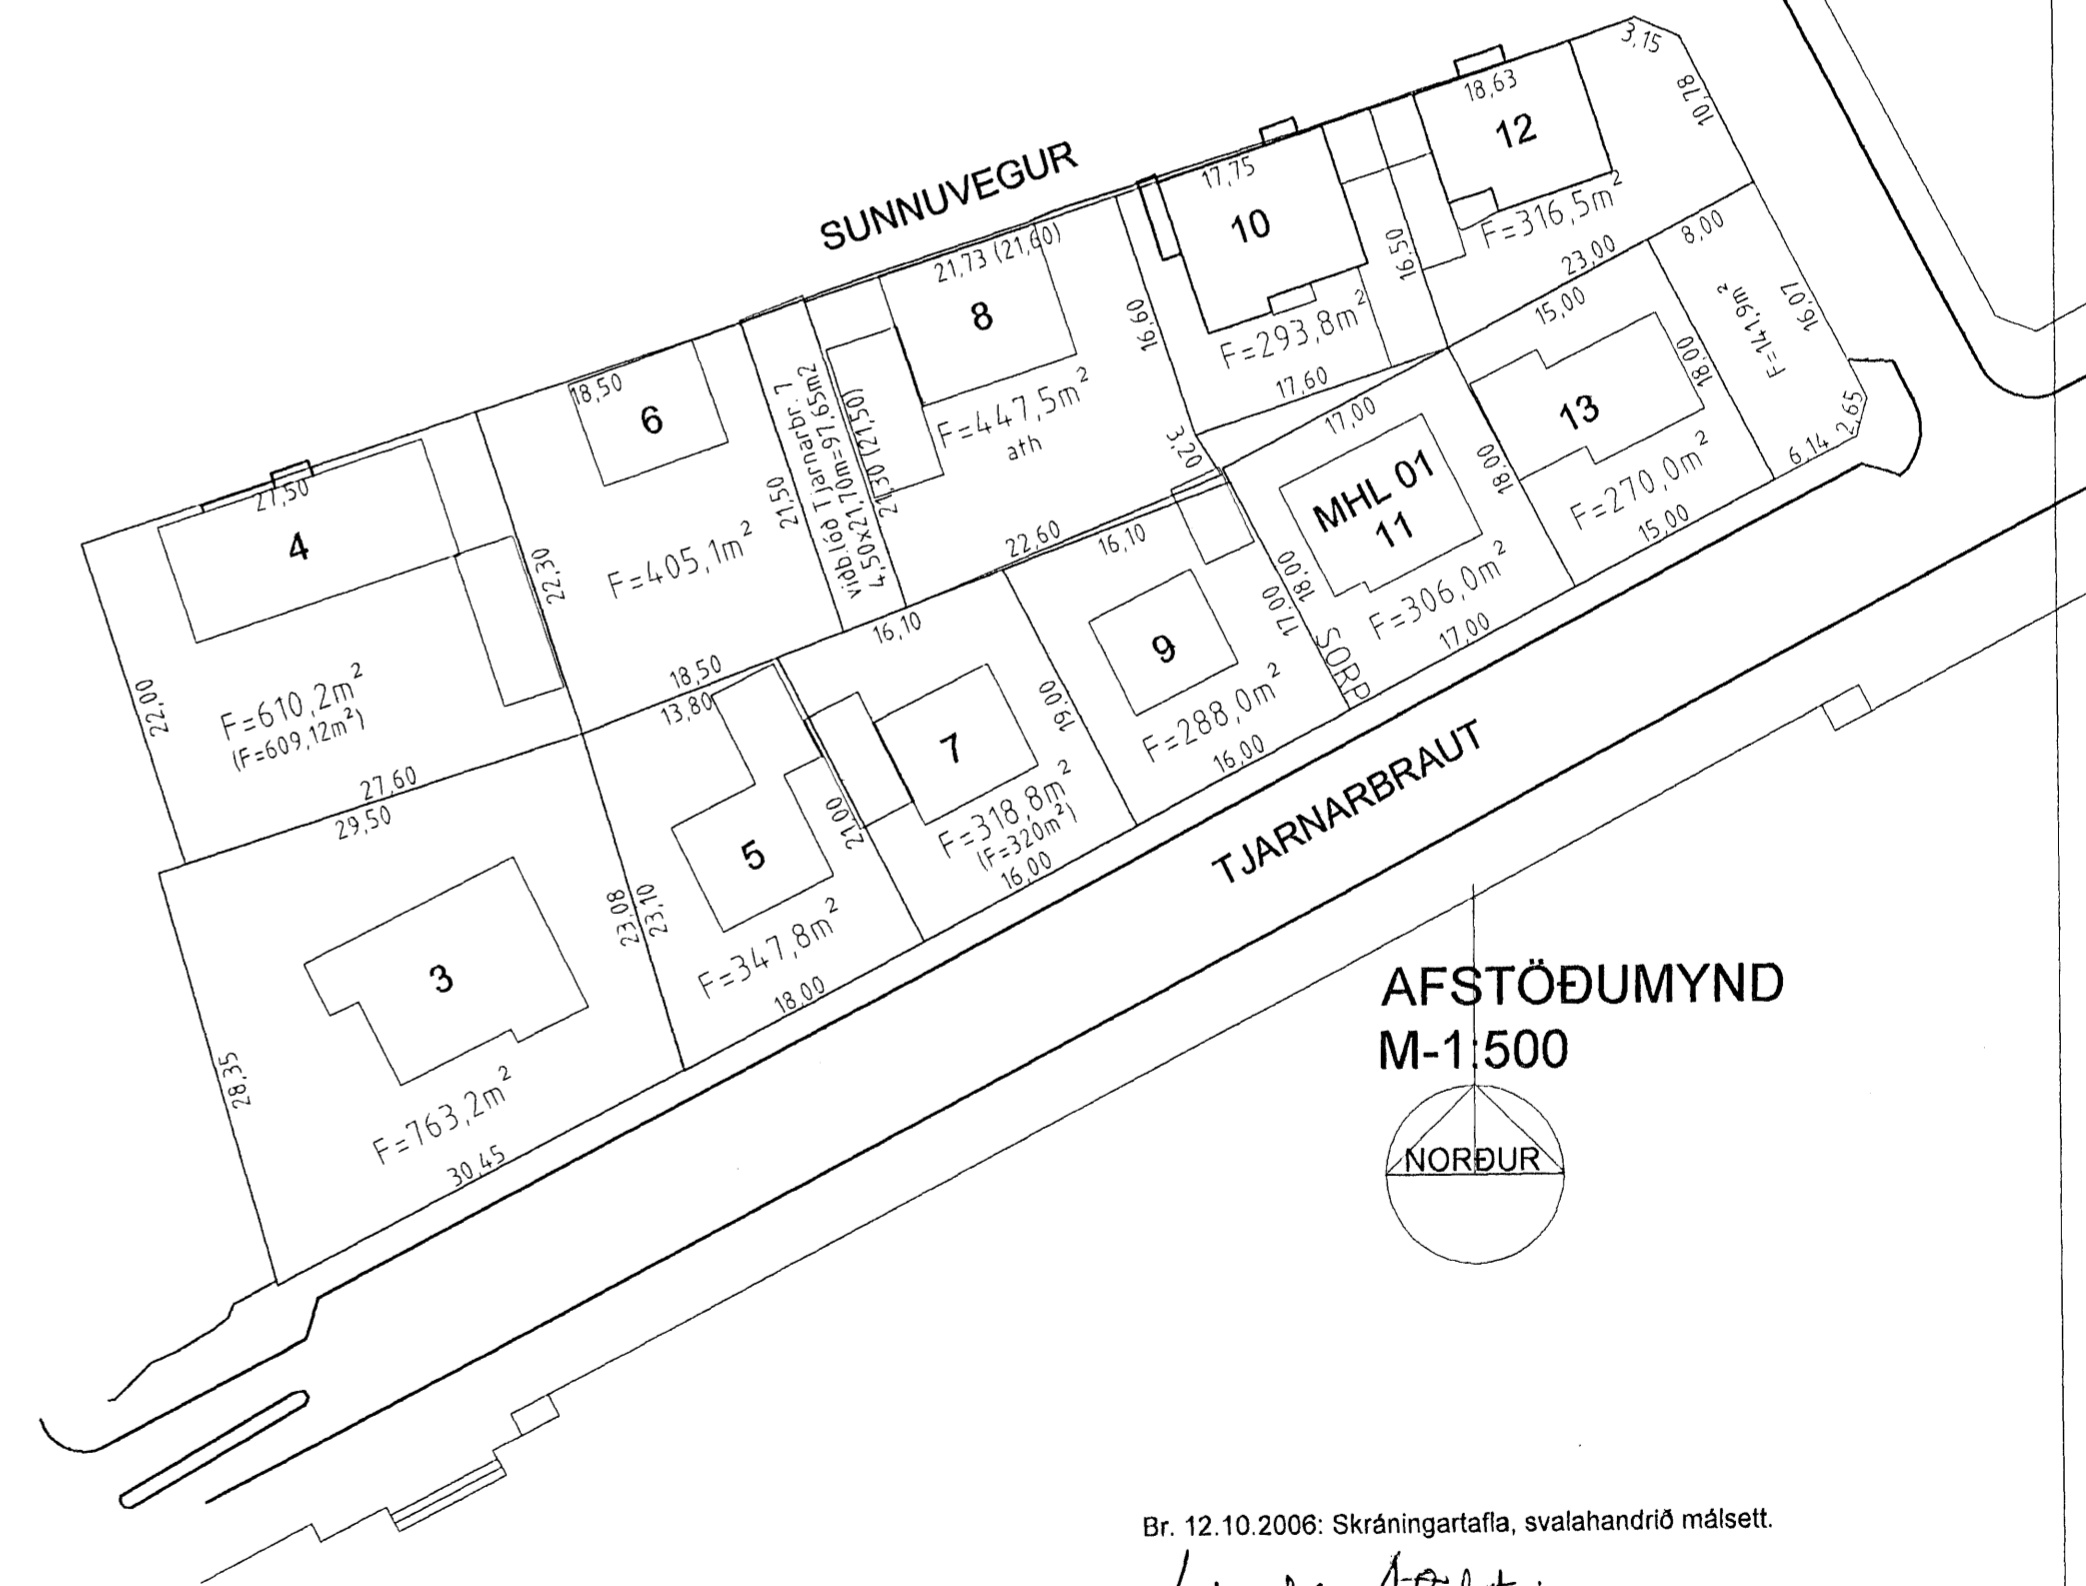 3,15
10,78
18,63
12
F=316,5m²
SUNNUVEGUR
17,75
10
16,50
F=293,8m²
17,60
23,00
8,00
F=141,9m²
16,07
21,73 (21,60)
8
16,60
F=447,5m²
ath
3,20
22,60
21,30 (21,50)
viðb.lóð Tjarnarbr. 7
4,50x21,70m=97,65m2
18,50
6
21,50
F=405,1m²
18,50
27,50
4
22,30
22,00
F=610,2m²
(F=609,12m²)
27,60
29,50
3
28,35
23,08
F=763,2m²
30,45
13,80
5
23,10
21,00
F=347,8m²
18,00
16,10
7
19,00
F=318,8m²
(F=320m²)
16,00
16,10
9
17,00
F=288,0m²
16,00
17,00
MHL 01
11
18,00
SORP
F=306,0m²
17,00
15,00
13
18,00
18,00
F=270,0m²
15,00
6,14
2,65
TJARNARBRAUT
AFSTÖÐUMYND
M-1:500
NORÐUR
Br. 12.10.2006: Skráningartafla, svalahandrið málsett.